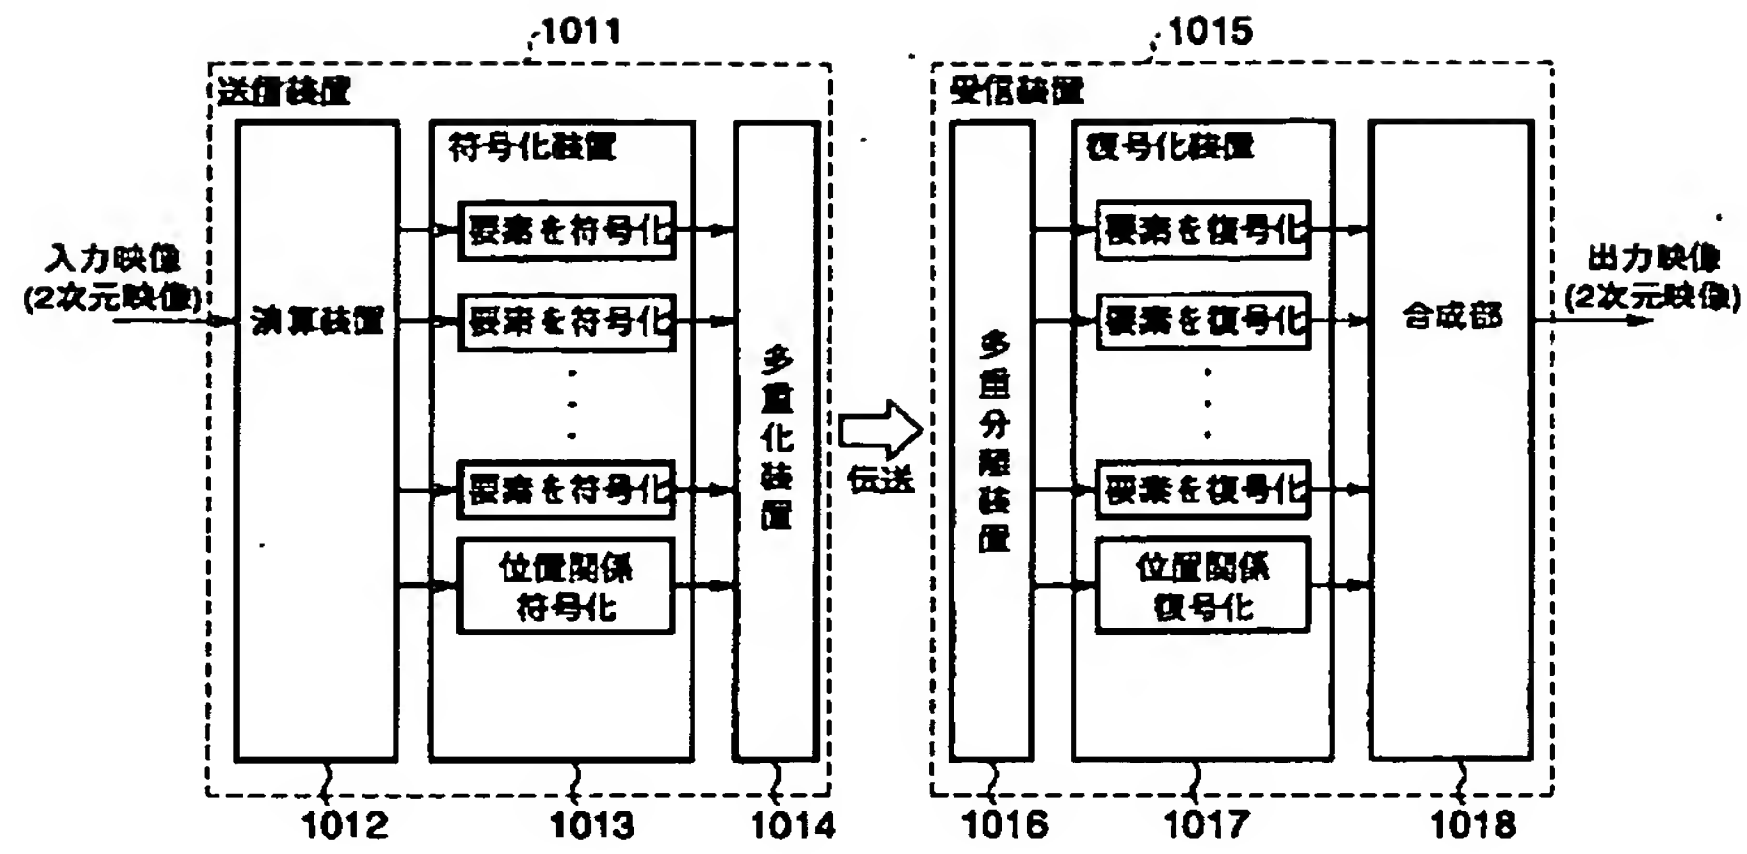 1011
送信装置
符号化装置
要素を符号化
入力映像
(2次元映像)
演算装置
要素を符号化
多重化装置
要素を符号化
位置関係
符号化
1012
1013
1014
伝送
1015
受信装置
復号化装置
要素を復号化
要素を復号化
合成部
出力映像
(2次元映像)
多重分離装置
要素を復号化
位置関係
復号化
1016
1017
1018